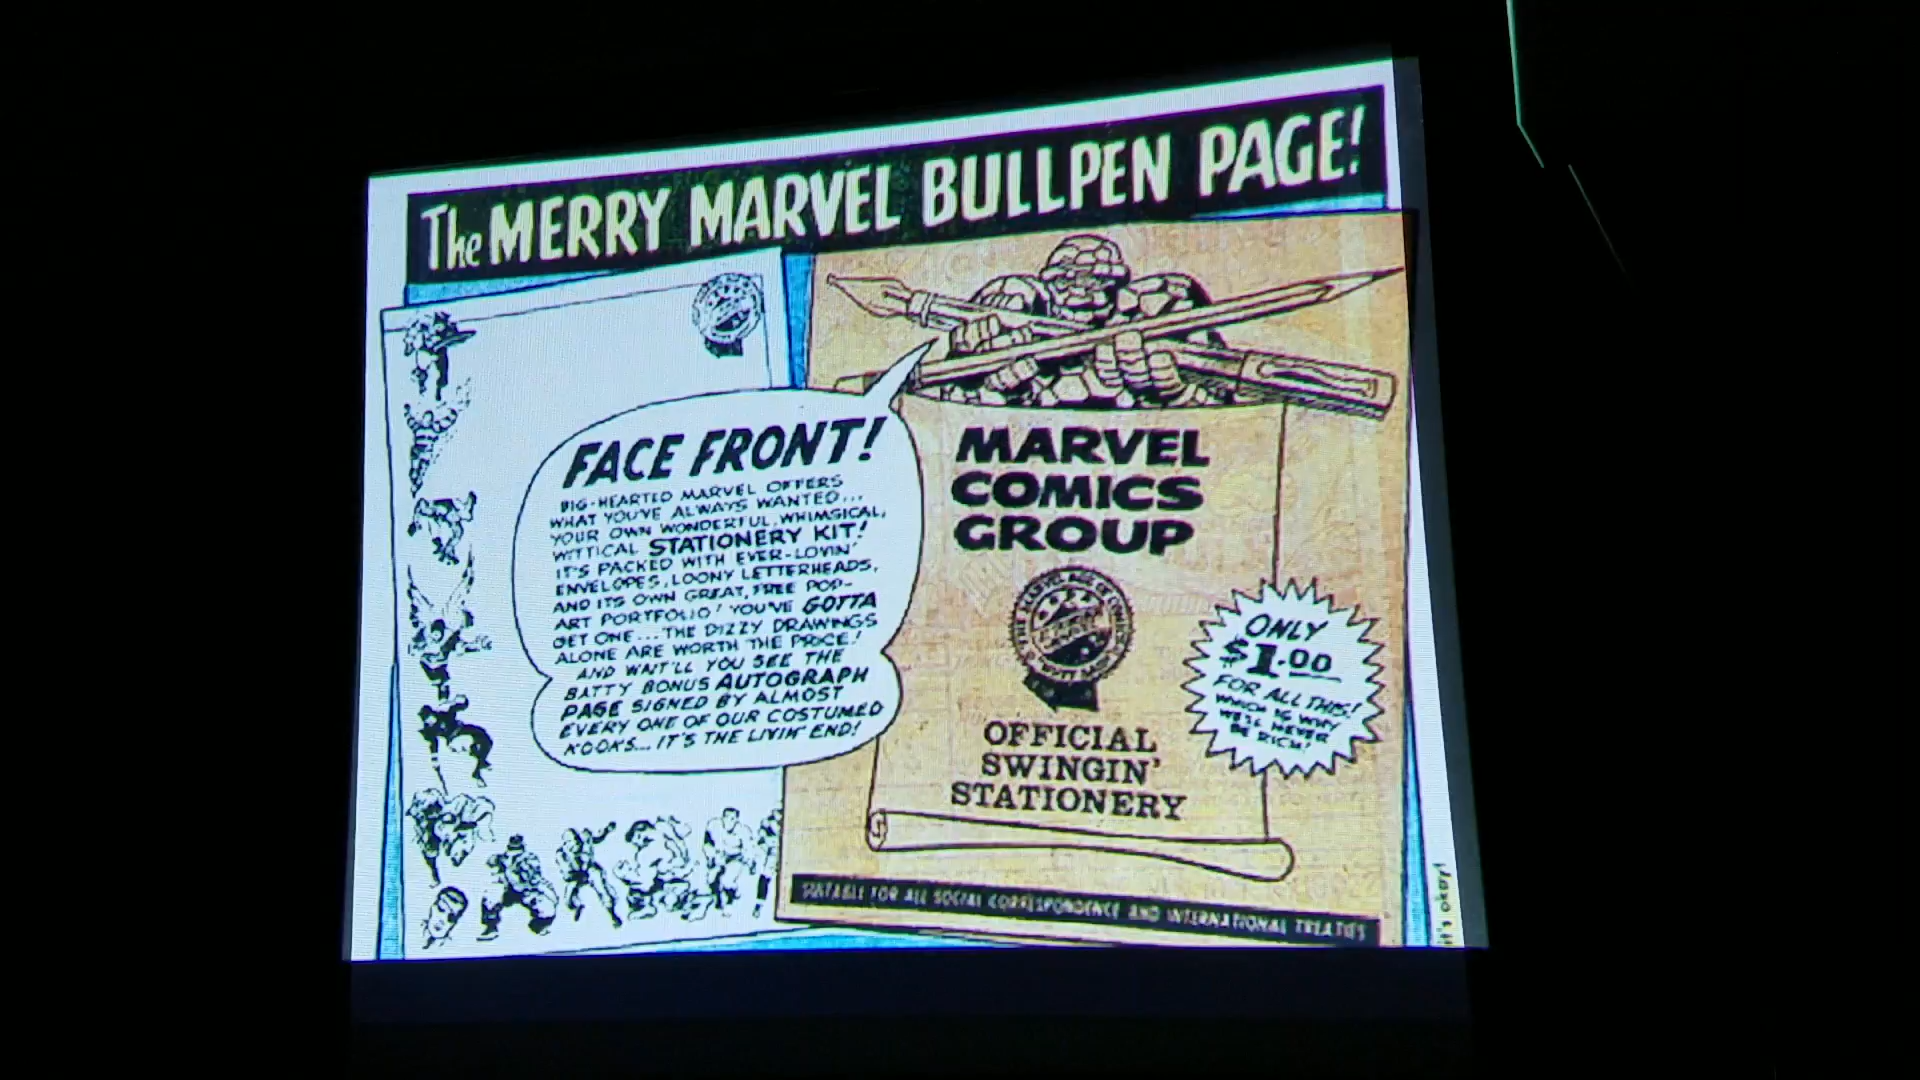 The MERRY MARVEL BULLPEN PAGE!
FACE FRONT!
BIG-HEARTED MARVEL OFFERS
WHAT YOU'VE ALWAYS WANTED...
YOUR OWN WONDERFUL, WHIMSICAL,
WITTICAL STATIONERY KIT!
IT'S PACKED WITH EVER-LOVIN'
ENVELOPES, LOONY LETTERHEADS,
AND ITS OWN GREAT, FREE POP-
ART PORTFOLIO! YOU'VE GOTTA
GET ONE... THE DIZZY DRAWINGS
ALONE ARE WORTH THE PRICE!
AND WAIT'LL YOU SEE THE
BATTY BONUS AUTOGRAPH
PAGE SIGNED BY ALMOST
EVERY ONE OF OUR COSTUMED
KOOKS... IT'S THE LIVIN' END!
MARVEL
COMICS
GROUP
OFFICIAL
SWINGIN'
STATIONERY
ONLY
$1.00
FOR ALL THIS!
WHICH IS WHY
WE'LL NEVER
BE RICH!
SUITABLE FOR ALL SOCIAL CORRESPONDENCE AND INTERNATIONAL TREATIES
it's okay!